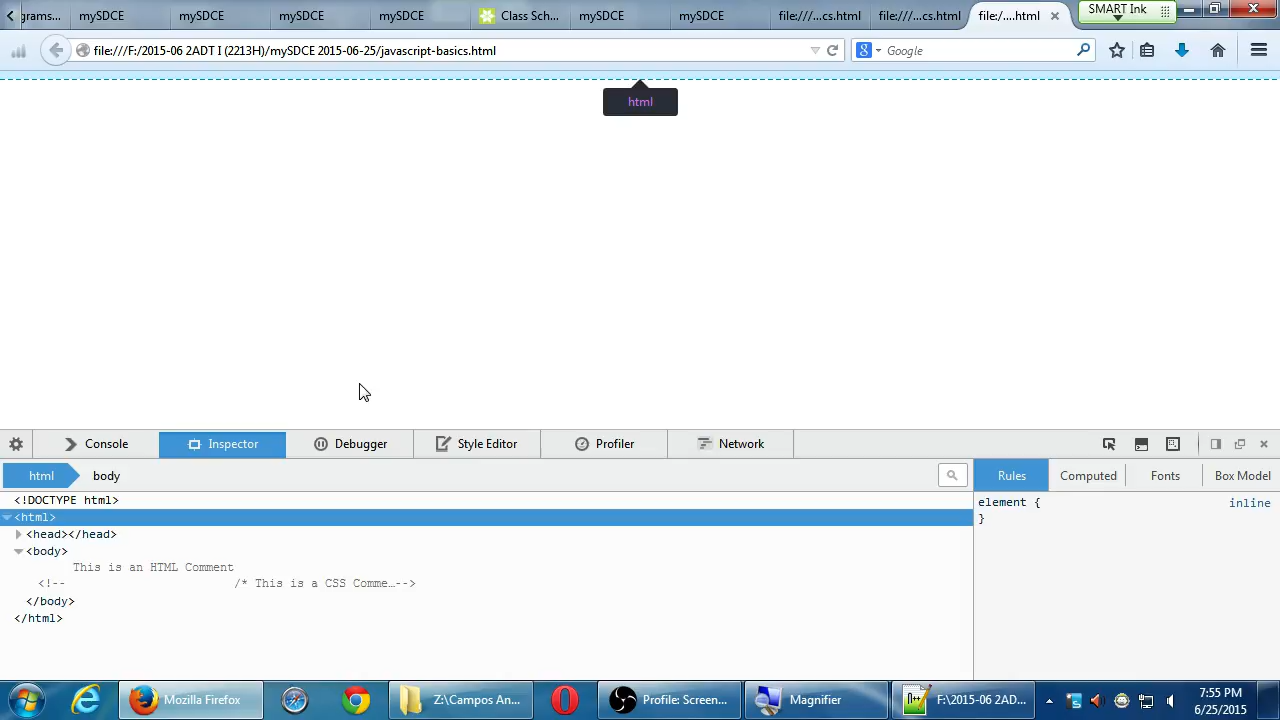 grams...
mySDCE
mySDCE
mySDCE
mySDCE
Class Sch...
mySDCE
mySDCE
file:///...cs.html
file:///...cs.html
file:/....html
SMART Ink
file:///F:/2015-06 2ADT I (2213H)/mySDCE 2015-06-25/javascript-basics.html
8
Google
html
Console
Inspector
Debugger
Style Editor
Profiler
Network
html
body
Rules
Computed
Fonts
Box Model
<!DOCTYPE html>
<html>
<head></head>
<body>
This is an HTML Comment
<!-- /* This is a CSS Comme…-->
</body>
</html>
element {
inline
}
Mozilla Firefox
Z:\Campos An...
Profile: Screen...
Magnifier
F:\2015-06 2AD...
7:55 PM
6/25/2015